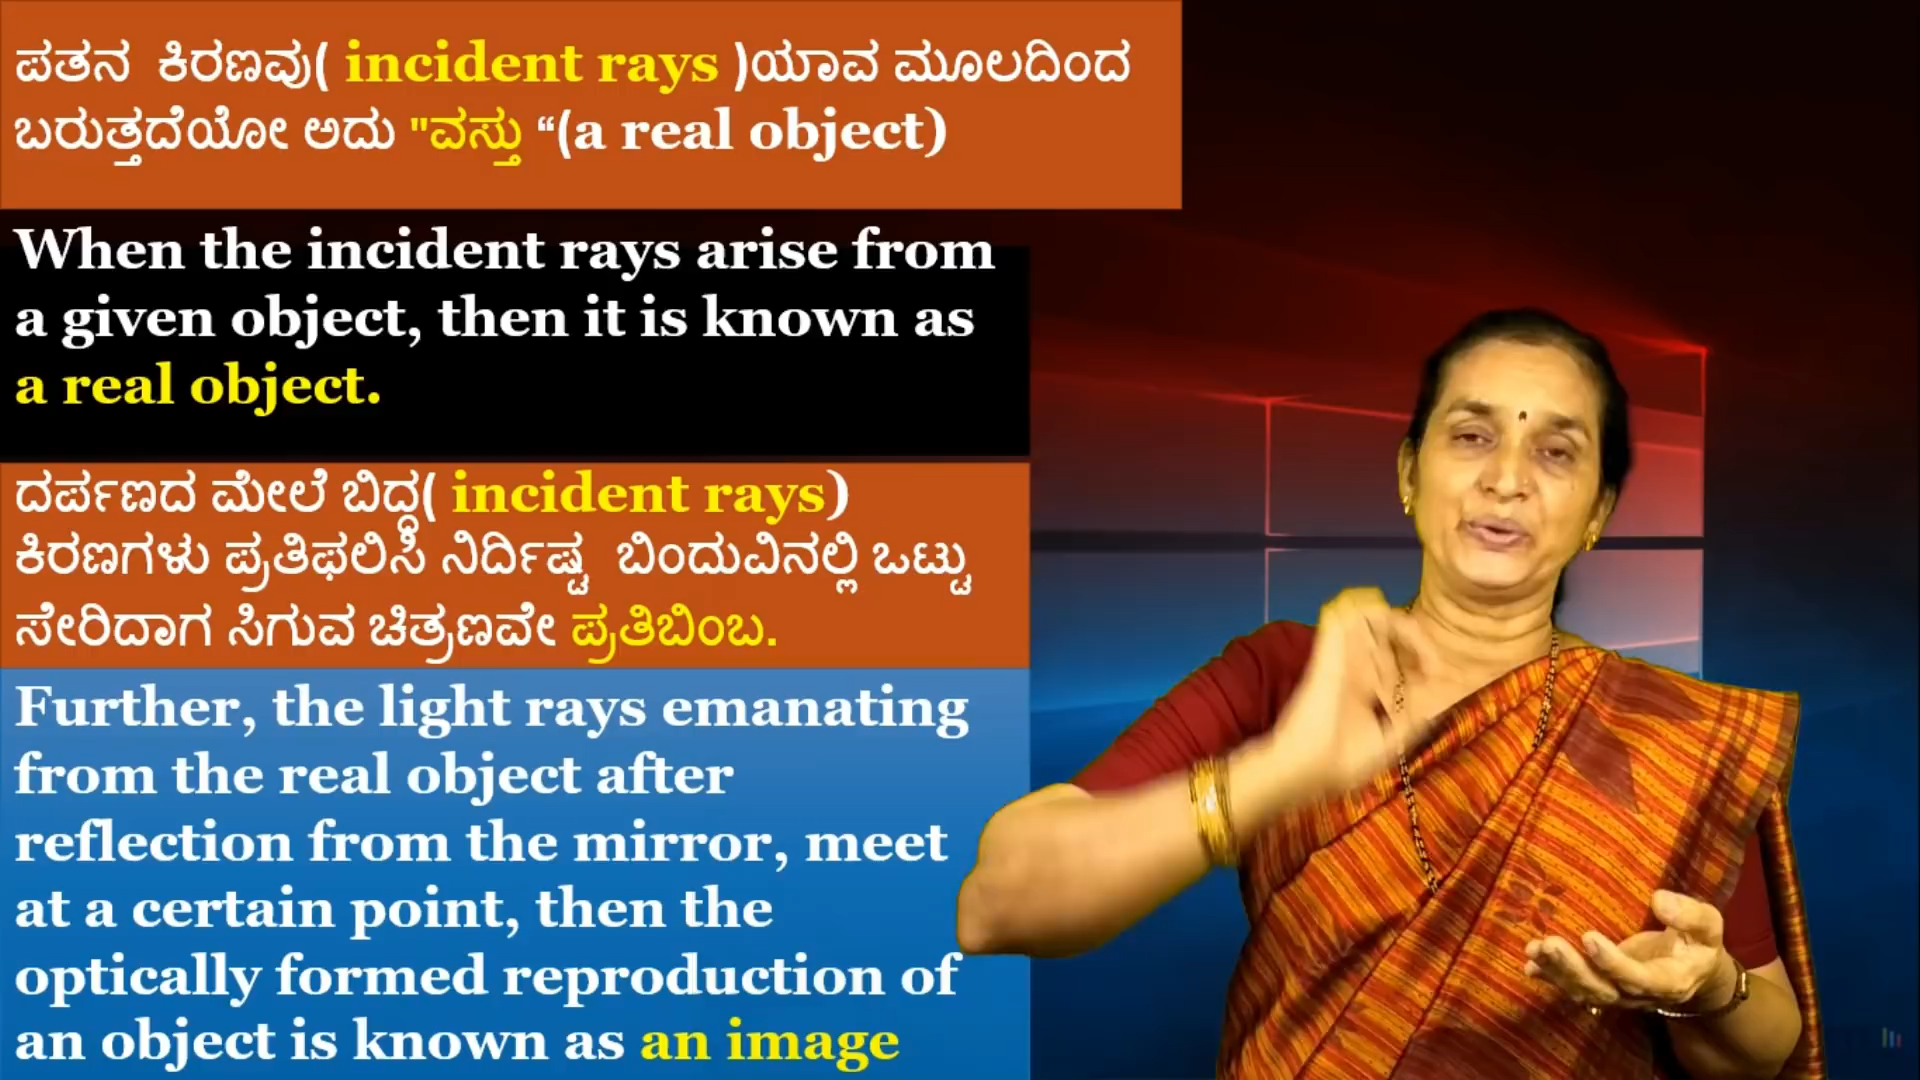 ಪತನ ಕಿರಣವು( incident rays )ಯಾವ ಮೂಲದಿಂದ
ಬರುತ್ತದೆಯೋ ಅದು "ವಸ್ತು “(a real object)
When the incident rays arise from
a given object, then it is known as
a real object.
ದರ್ಪಣದ ಮೇಲೆ ಬಿದ್ದ( incident rays)
ಕಿರಣಗಳು ಪ್ರತಿಫಲಿಸಿ ನಿರ್ದಿಷ್ಟ ಬಿಂದುವಿನಲ್ಲಿ ಒಟ್ಟು
ಸೇರಿದಾಗ ಸಿಗುವ ಚಿತ್ರಣವೇ ಪ್ರತಿಬಿಂಬ.
Further, the light rays emanating
from the real object after
reflection from the mirror, meet
at a certain point, then the
optically formed reproduction of
an object is known as an image